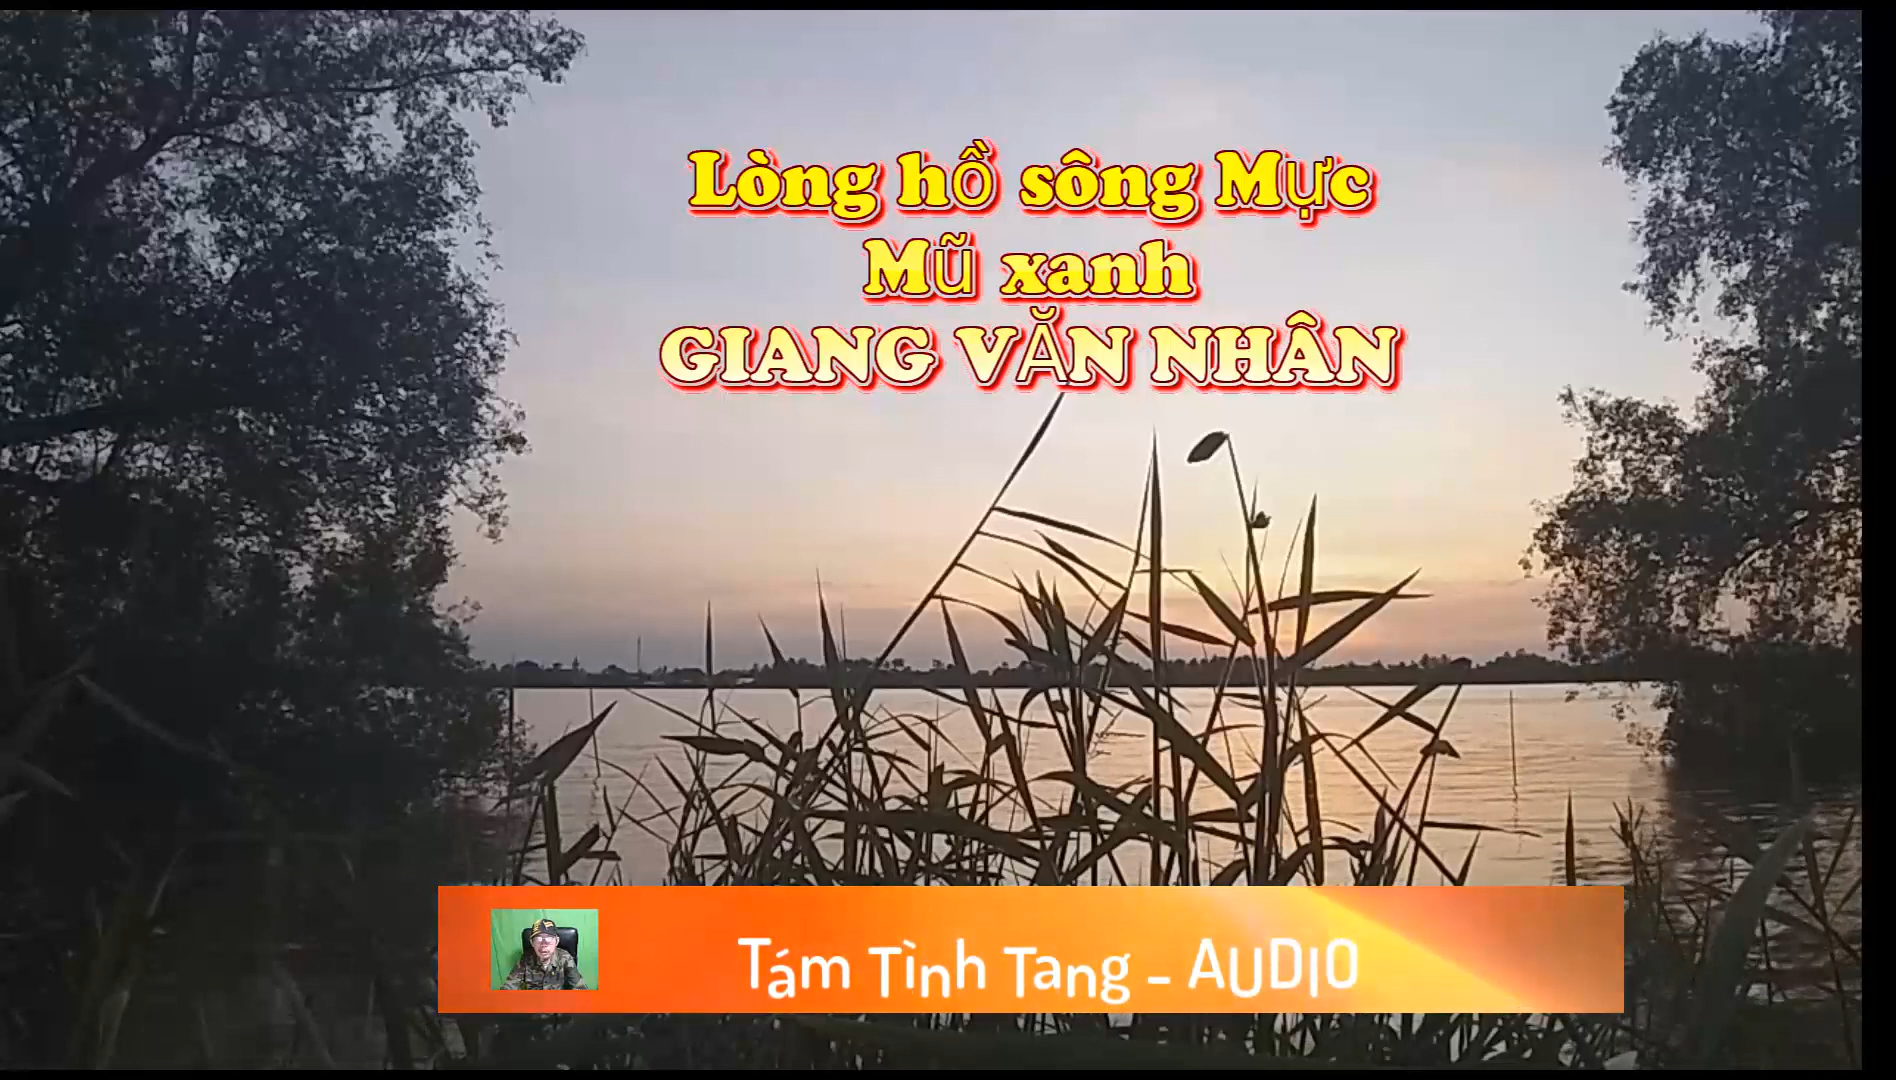 Lòng hồ sông Mực
Mũ xanh
GIANG VĂN NHÂN
Tám Tình Tang - AUDIO